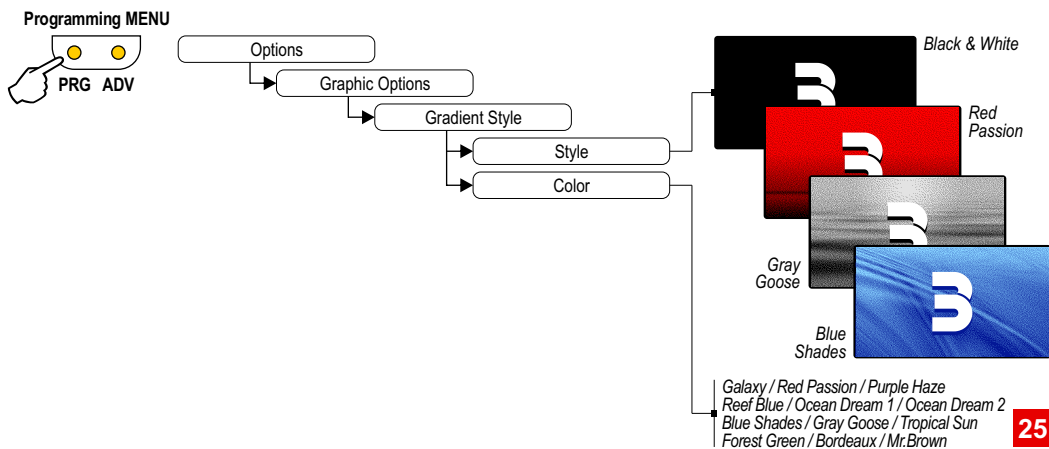 Programming MENU
PRG ADV
Options
Graphic Options
Gradient Style
Style
Color
Black & White
Red
Passion
Gray
Goose
Blue
Shades
Galaxy / Red Passion / Purple Haze
Reef Blue / Ocean Dream 1 / Ocean Dream 2
Blue Shades / Gray Goose / Tropical Sun
Forest Green / Bordeaux / Mr.Brown
25